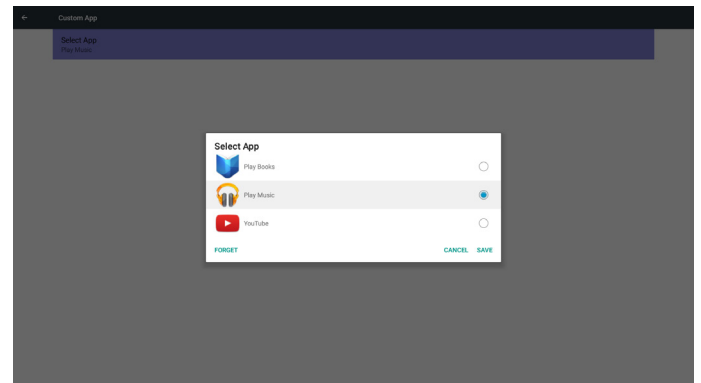 Custom App
Select App
Play Music
Select App
Play Books
Play Music
YouTube
FORGET CANCEL SAVE